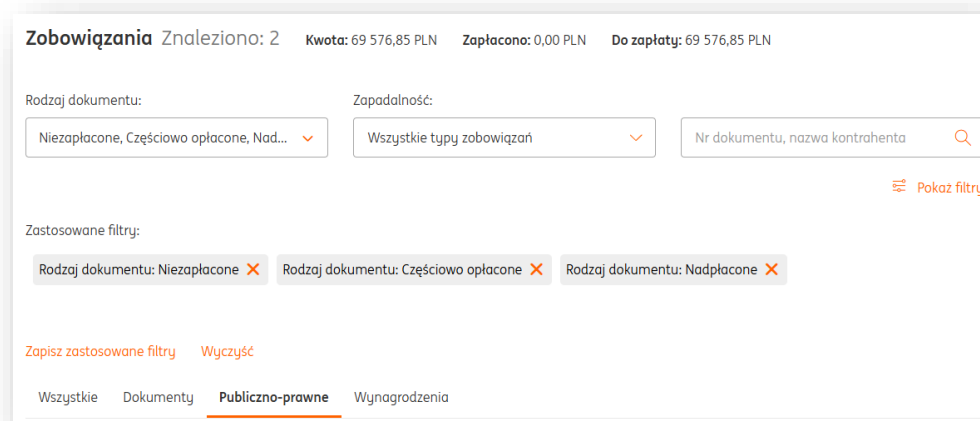 Zobowiązania Znaleziono: 2 Kwota: 69 576,85 PLN Zapłacono: 0,00 PLN Do zapłaty: 69 576,85 PLN
Rodzaj dokumentu: Zapadalność:
Niezapłacone, Częściowo opłacone, Nad... Wszystkie typy zobowiązań Nr dokumentu, nazwa kontrahenta
Pokaż filtry
Zastosowane filtry:
Rodzaj dokumentu: Niezapłacone Rodzaj dokumentu: Częściowo opłacone Rodzaj dokumentu: Nadpłacone
Zapisz zastosowane filtry Wyczyść
Wszystkie Dokumenty Publiczno-prawne Wynagrodzenia